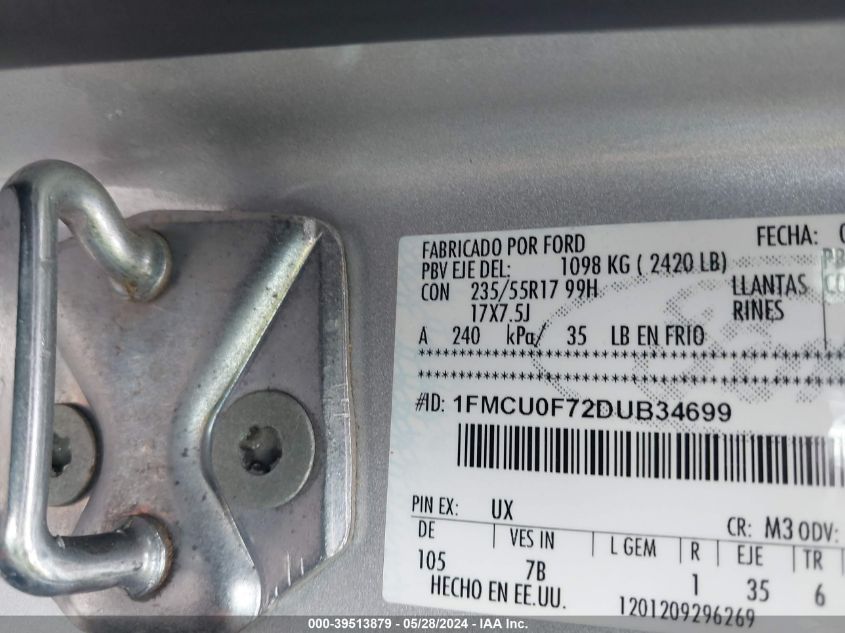 FABRICADO POR FORD FECHA:
PBV EJE DEL: 1098 KG ( 2420 LB)
CON 235/55R17 99H LLANTAS
17X7.5J RINES
A 240 kPa/ 35 LB EN FRIO
************************************************
************************************************
#ID: 1FMCU0F72DUB34699
PIN EX: UX CR: M3 ODV:
DE VES IN L GEM R EJE TR
105 7B 1 35 6
HECHO EN EE.UU. 1201209296269
000-39513879 - 05/28/2024 - IAA Inc.